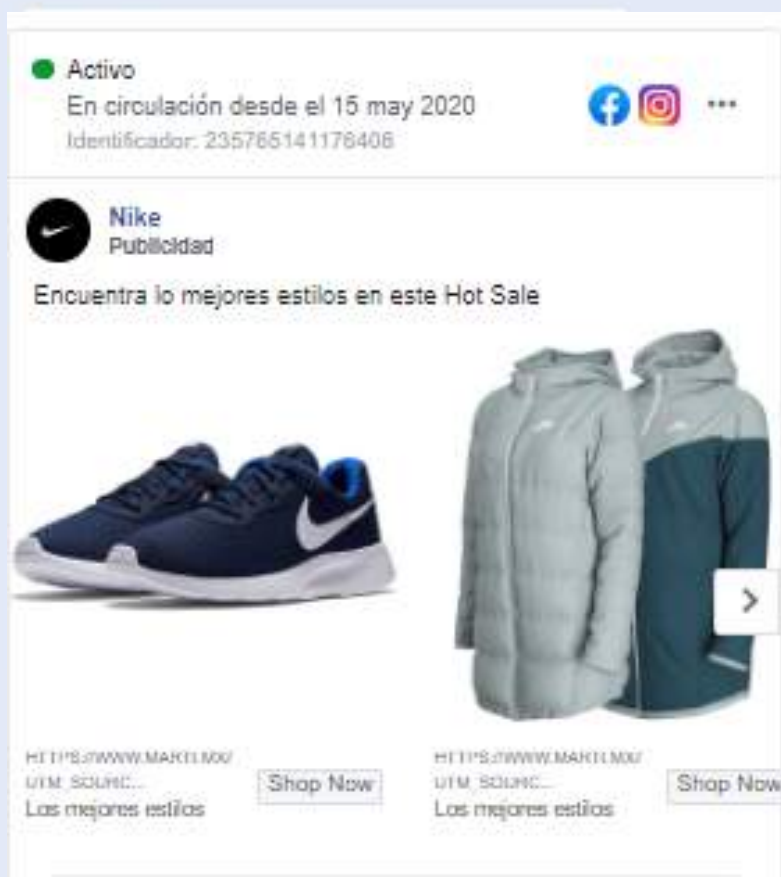 Activo
En circulación desde el 15 may 2020
Identificador: 235765141176408
Nike
Publicidad
Encuentra lo mejores estilos en este Hot Sale
HTTPS://WWW.MARTI.MX/
UTM_SOURC...
Shop Now
Los mejores estilos
HTTPS://WWW.MARTI.MX/
UTM_SOURC...
Shop Now
Los mejores estilos